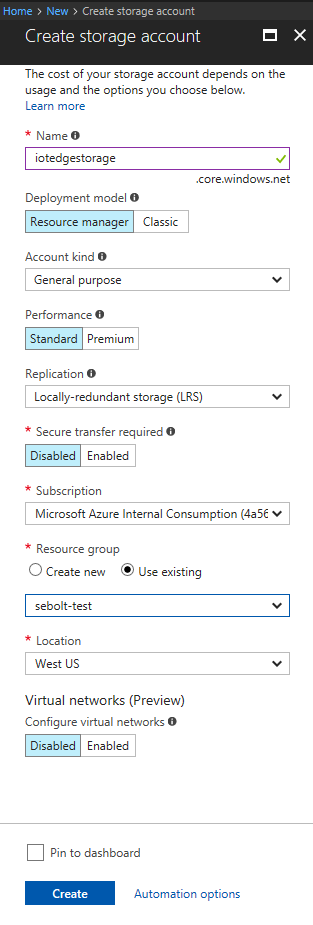 Home > New > Create storage account
Create storage account
The cost of your storage account depends on the
usage and the options you choose below.
Learn more
* Name
iotedgestorage
.core.windows.net
Deployment model
Resource manager Classic
Account kind
General purpose
Performance
Standard Premium
Replication
Locally-redundant storage (LRS)
* Secure transfer required
Disabled Enabled
* Subscription
Microsoft Azure Internal Consumption (4a56
* Resource group
Create new Use existing
sebolt-test
* Location
West US
Virtual networks (Preview)
Configure virtual networks
Disabled Enabled
Pin to dashboard
Create Automation options